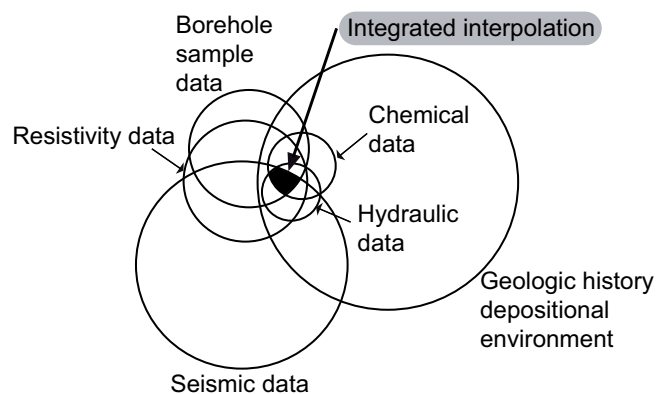 Borehole
sample
data
Integrated interpolation
Chemical
data
Resistivity data
Hydraulic
data
Geologic history
depositional
environment
Seismic data